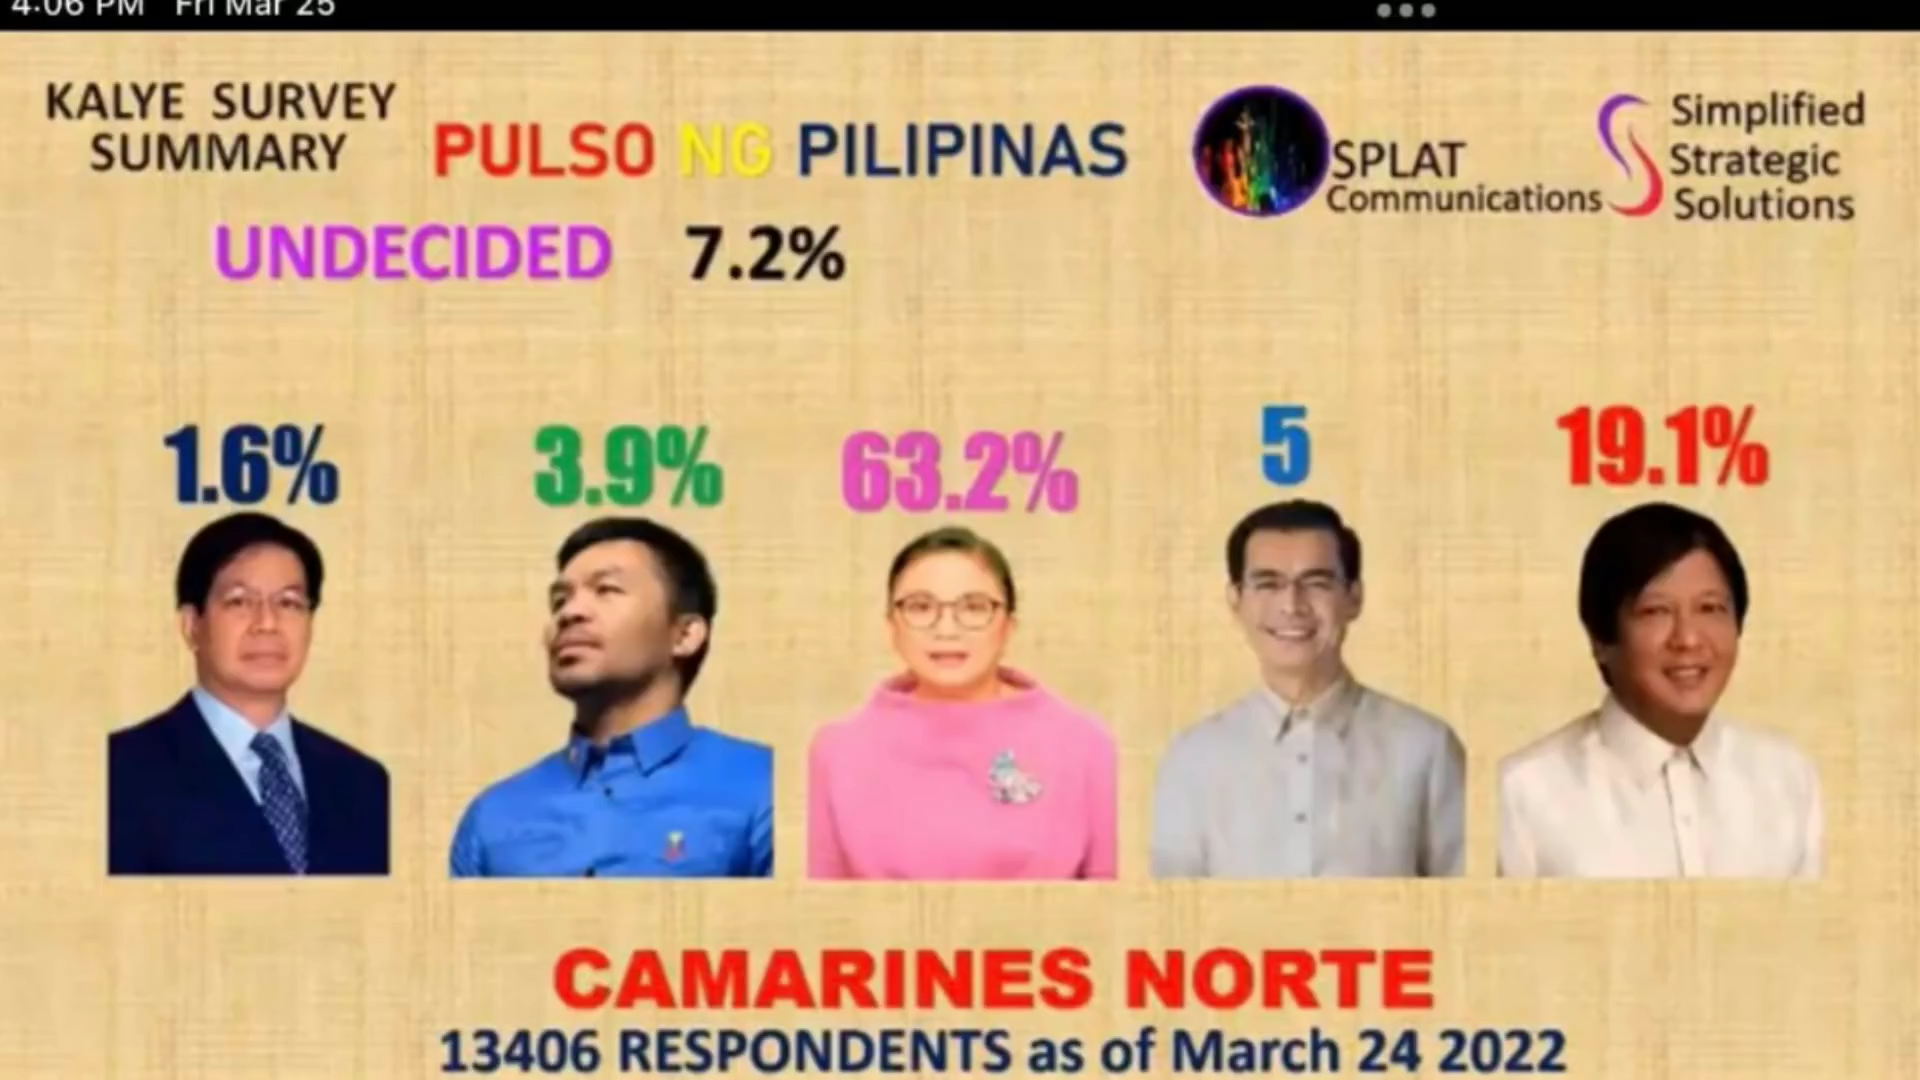 4:06 PM Fri Mar 25
KALYE SURVEY
SUMMARY
PULSO NG PILIPINAS
SPLAT
Communications
Simplified
Strategic
Solutions
UNDECIDED 7.2%
1.6%
3.9%
63.2%
5
19.1%
CAMARINES NORTE
13406 RESPONDENTS as of March 24 2022